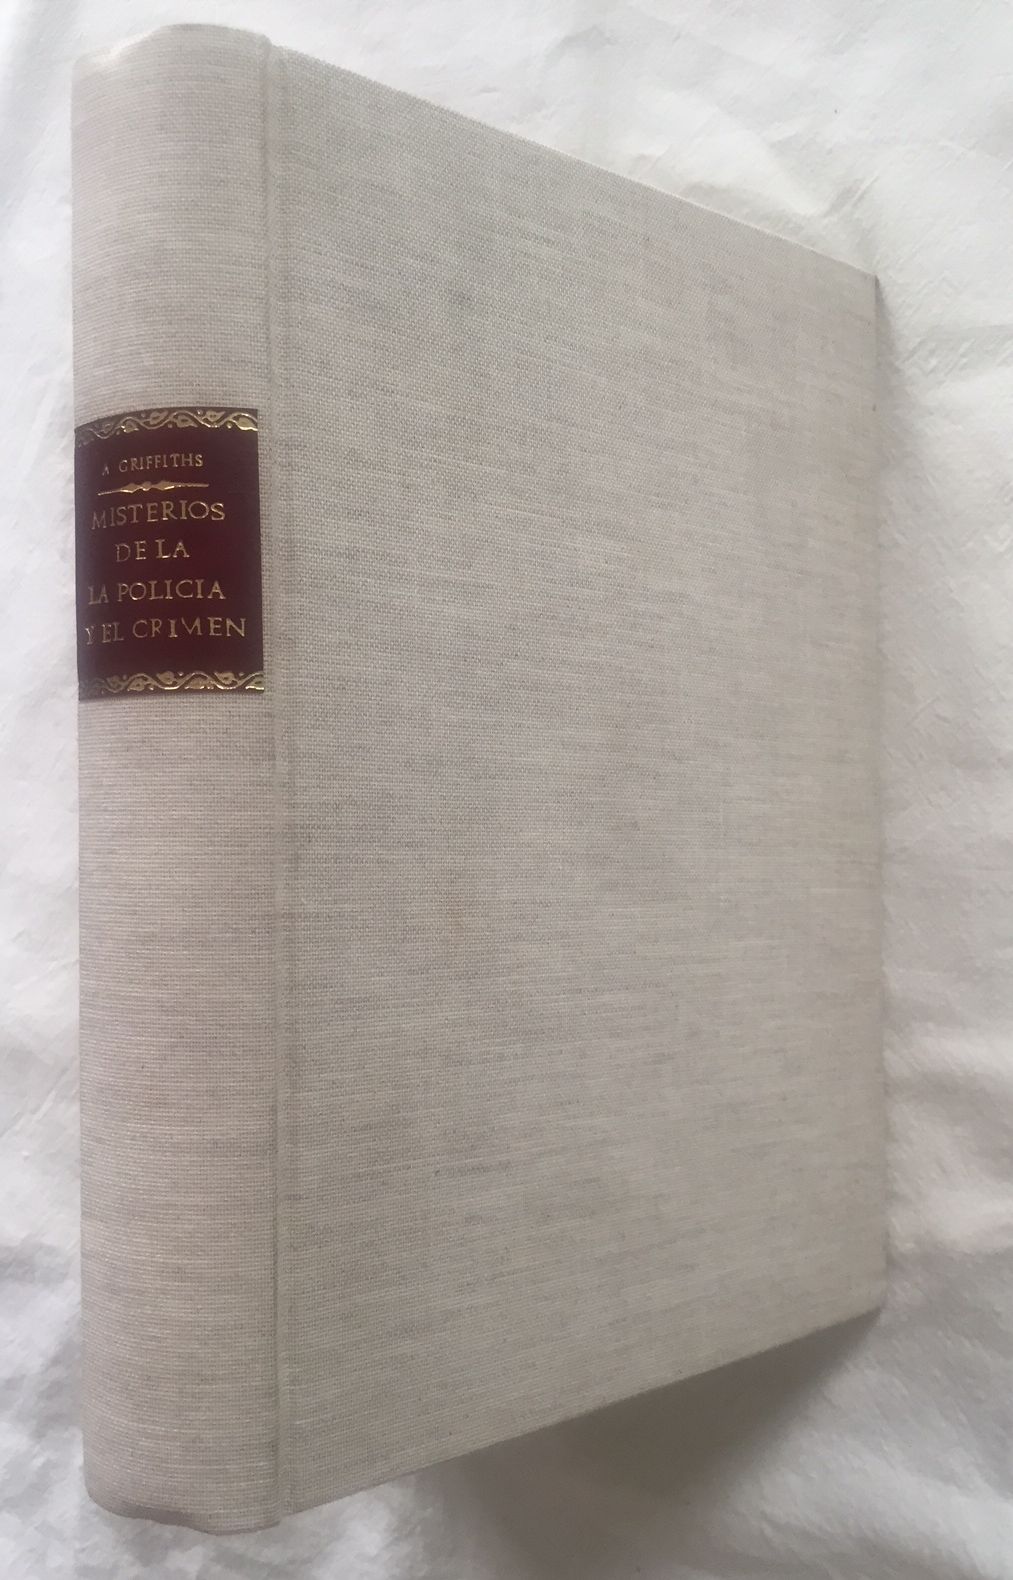 A GRIFFITHS
MISTERIOS
DE LA
LA POLICIA
Y EL CRIMEN